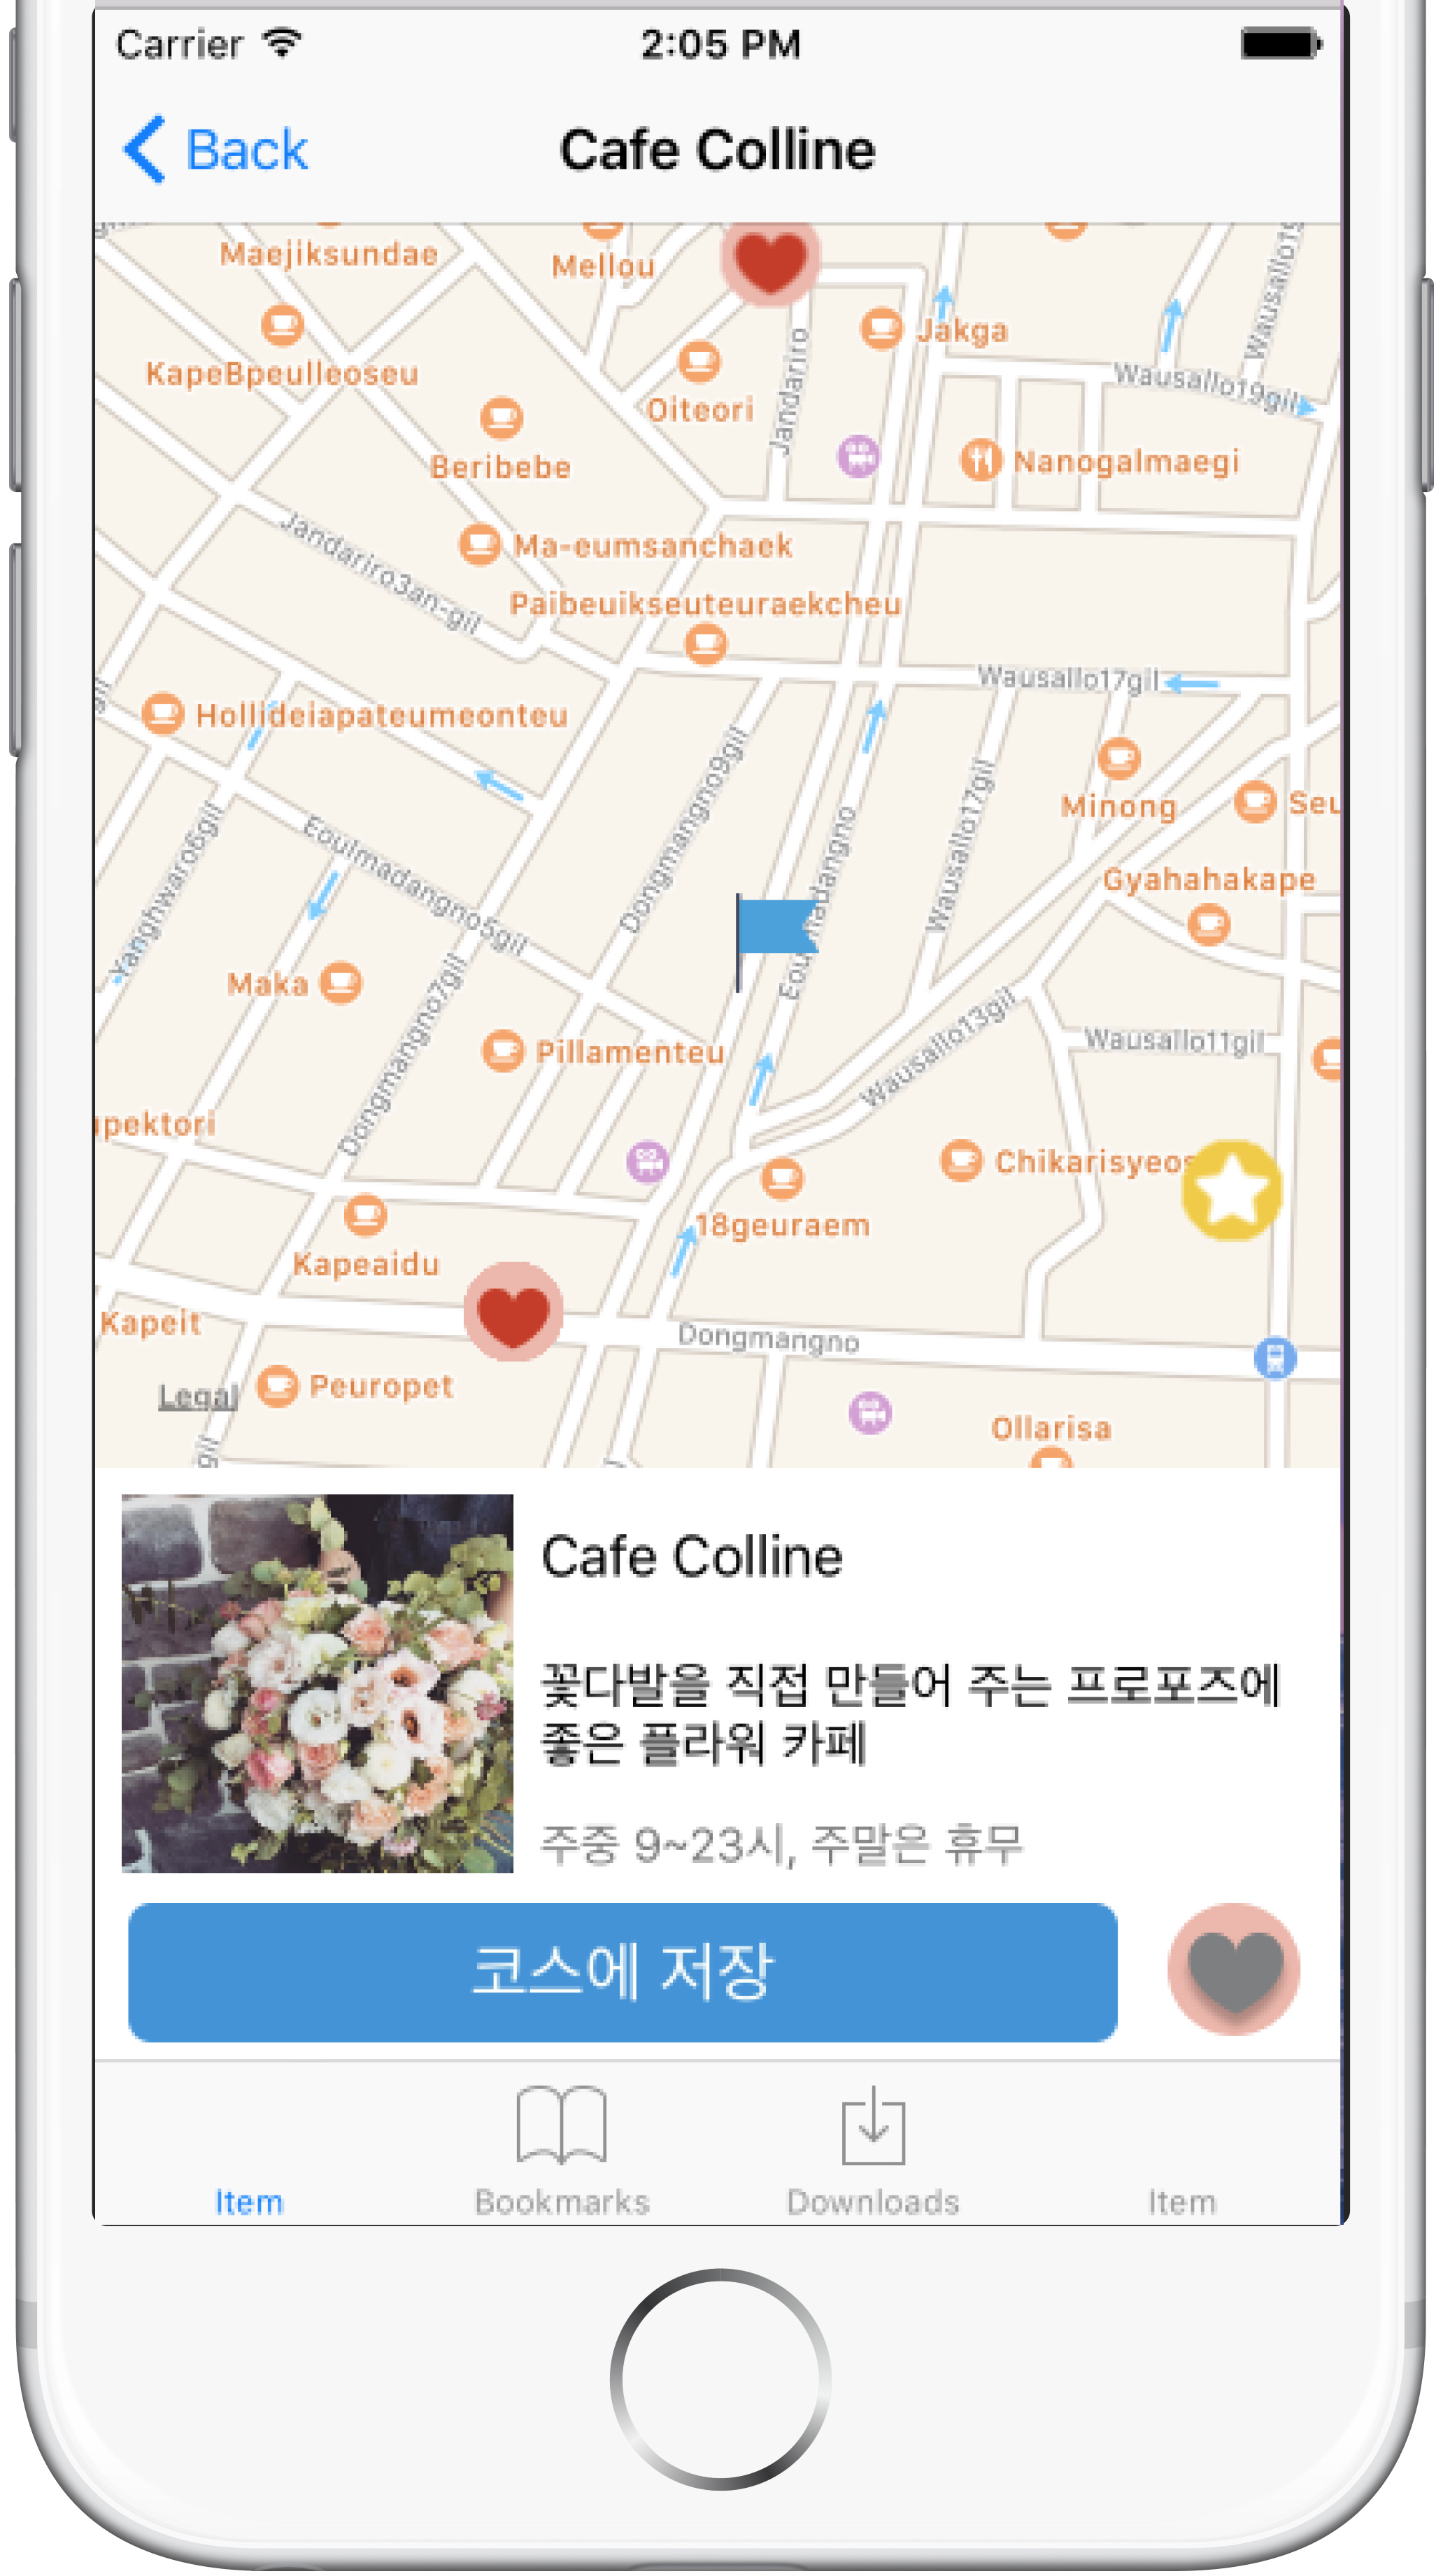 Carrier 2:05 PM
Back Cafe Colline
Maejiksundae
Mellou
Jakga
KapeBpeulleoseu
Oiteori
Jandariro
Wausallo19gil
Beribebe
Nanogalmaegi
Jandariro3an-gil
Ma-eumsanchaek
Paibeuikseuteuraekcheu
Wausallo17gil
Hollideiapateumeonteu
Dongmangno9gil
Wausallo17gil
Minong
Seu
Yanghwaro6gil
Eoulmadangno5gil
Gyahahakape
Maka
Dongmangno7gil
Pillamenteu
Wausallo13gil
Wausallo11gil
pektori
Chikarisyeos
18geuraem
Kapeaidu
Kapeit
Dongmangno
Legal
Peuropet
gil
Ollarisa
Cafe Colline
꽃다발을 직접 만들어 주는 프로포즈에
좋은 플라워 카페
주중 9~23시, 주말은 휴무
코스에 저장
Item Bookmarks Downloads Item